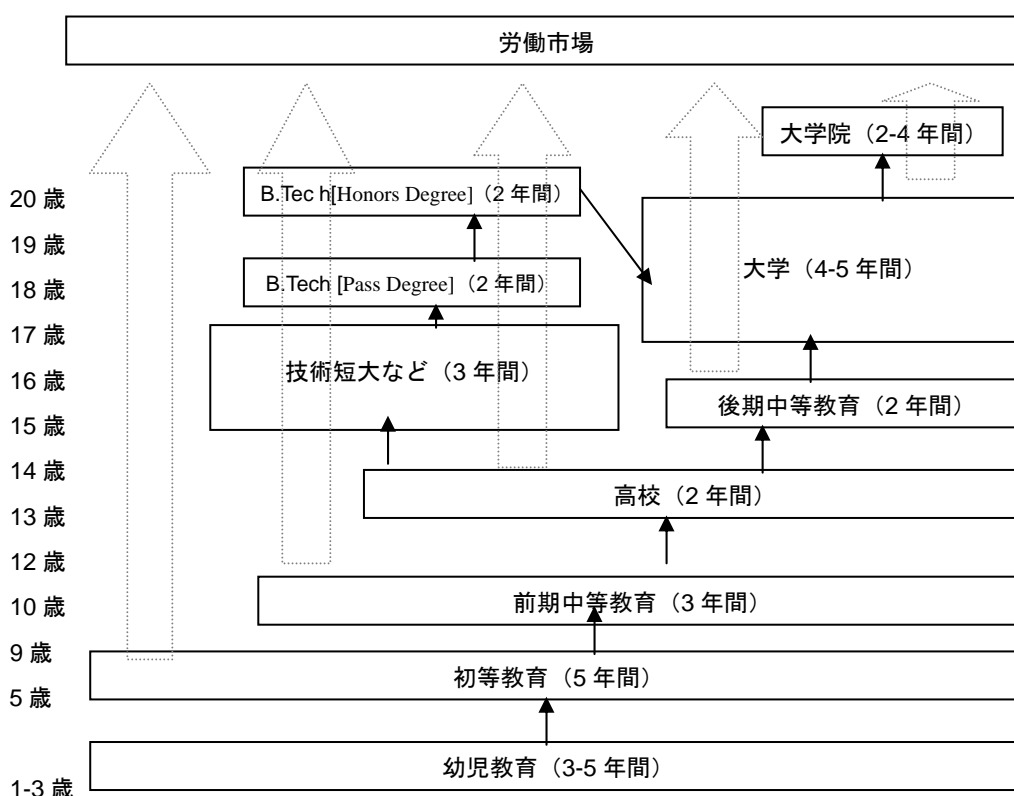 労働市場
大学院（2-4 年間）
B.Tec h[Honors Degree]（2 年間）
20 歳
19 歳
大学（4-5 年間）
B.Tech [Pass Degree]（2 年間）
18 歳
17 歳
技術短大など（3 年間）
16 歳
後期中等教育（2 年間）
15 歳
14 歳
高校（2 年間）
13 歳
12 歳
前期中等教育（3 年間）
10 歳
9 歳
初等教育（5 年間）
5 歳
幼児教育（3-5 年間）
1-3 歳